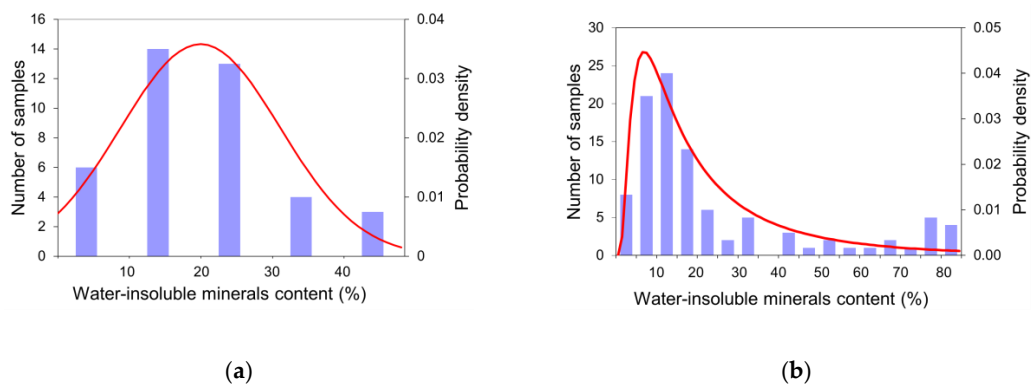 16
14
12
10
8
6
4
2
0
Number of samples
0.04
0.03
0.02
0.01
0
Probability density
10 20 30 40
Water-insoluble minerals content (%)
(a)
30
25
20
15
10
5
0
Number of samples
0.05
0.04
0.03
0.02
0.01
0.00
Probability density
10 20 30 40 50 60 70 80
Water-insoluble minerals content (%)
(b)